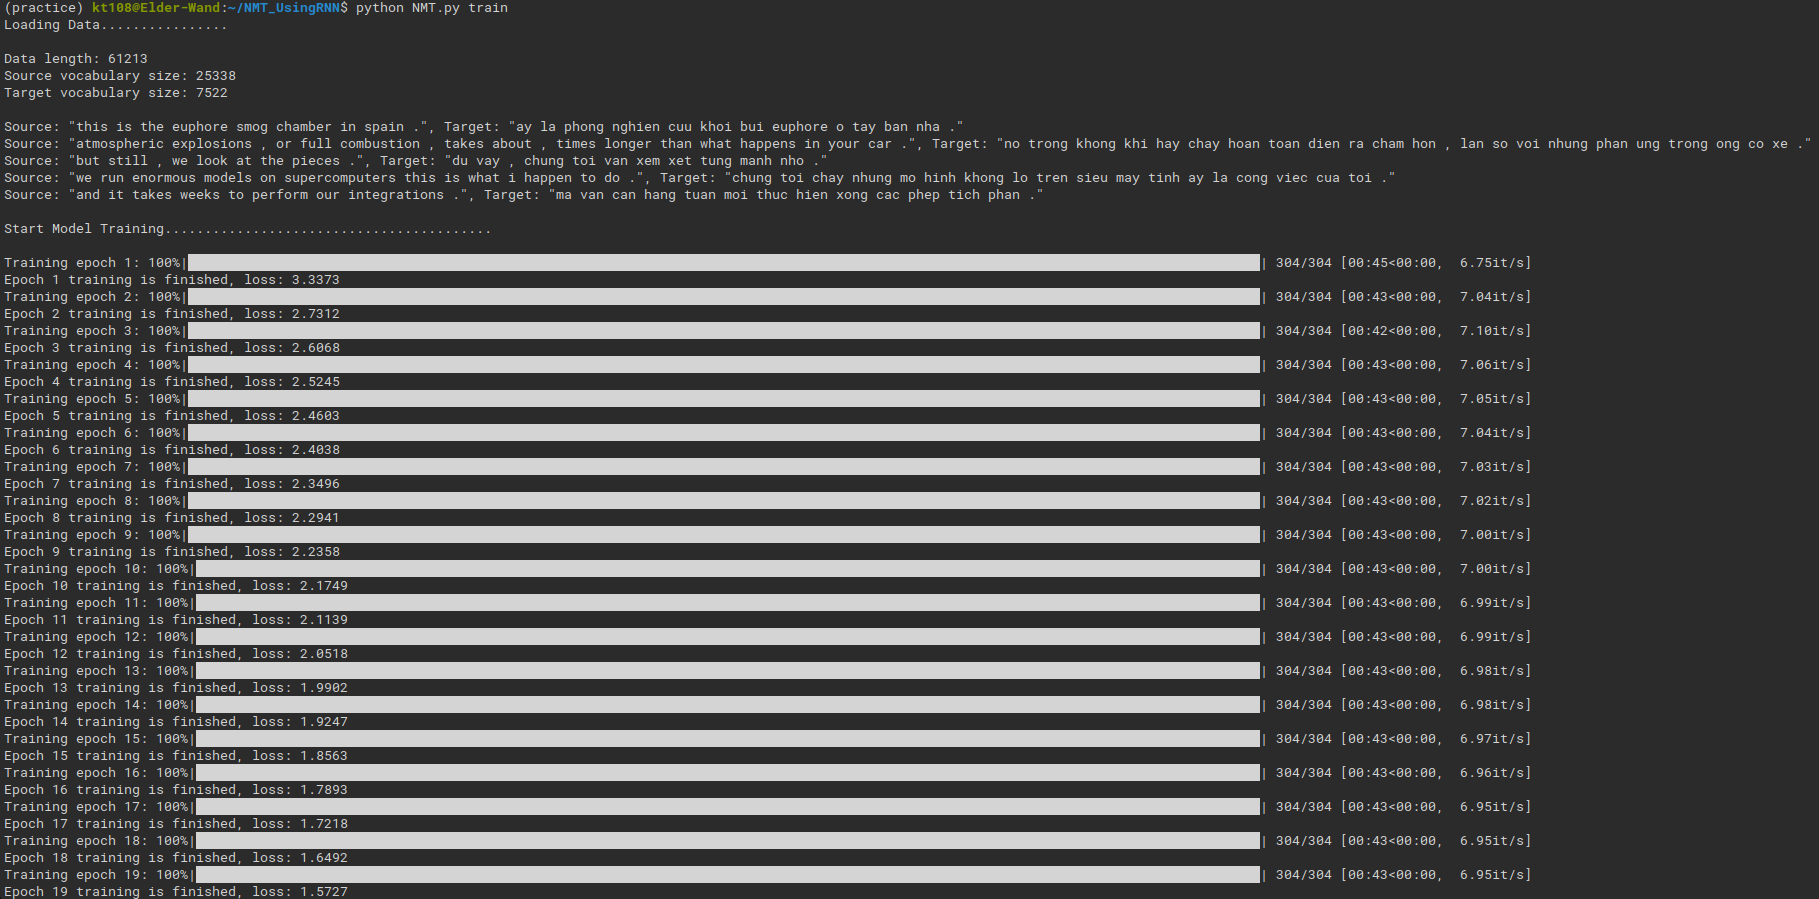 (practice) kt108@Elder-Wand:~/NMT_UsingRNN$ python NMT.py train
Loading Data................
Data length: 61213
Source vocabulary size: 25338
Target vocabulary size: 7522
Source: "this is the euphore smog chamber in spain .", Target: "ay la phong nghien cuu khoi bui euphore o tay ban nha ."
Source: "atmospheric explosions , or full combustion , takes about , times longer than what happens in your car .", Target: "no trong khong khi hay chay hoan toan dien ra cham hon , lan so voi nhung phan ung trong ong co xe ."
Source: "but still , we look at the pieces .", Target: "du vay , chung toi van xem xet tung manh nho ."
Source: "we run enormous models on supercomputers this is what i happen to do .", Target: "chung toi chay nhung mo hinh khong lo tren sieu may tinh ay la cong viec cua toi ."
Source: "and it takes weeks to perform our integrations .", Target: "ma van can hang tuan moi thuc hien xong cac phep tich phan ."
Start Model Training.........................................
Training epoch 1: 100%| | 304/304 [00:45<00:00, 6.75it/s]
Epoch 1 training is finished, loss: 3.3373
Training epoch 2: 100%| | 304/304 [00:43<00:00, 7.04it/s]
Epoch 2 training is finished, loss: 2.7312
Training epoch 3: 100%| | 304/304 [00:42<00:00, 7.10it/s]
Epoch 3 training is finished, loss: 2.6068
Training epoch 4: 100%| | 304/304 [00:43<00:00, 7.06it/s]
Epoch 4 training is finished, loss: 2.5245
Training epoch 5: 100%| | 304/304 [00:43<00:00, 7.05it/s]
Epoch 5 training is finished, loss: 2.4603
Training epoch 6: 100%| | 304/304 [00:43<00:00, 7.04it/s]
Epoch 6 training is finished, loss: 2.4038
Training epoch 7: 100%| | 304/304 [00:43<00:00, 7.03it/s]
Epoch 7 training is finished, loss: 2.3496
Training epoch 8: 100%| | 304/304 [00:43<00:00, 7.02it/s]
Epoch 8 training is finished, loss: 2.2941
Training epoch 9: 100%| | 304/304 [00:43<00:00, 7.00it/s]
Epoch 9 training is finished, loss: 2.2358
Training epoch 10: 100%| | 304/304 [00:43<00:00, 7.00it/s]
Epoch 10 training is finished, loss: 2.1749
Training epoch 11: 100%| | 304/304 [00:43<00:00, 6.99it/s]
Epoch 11 training is finished, loss: 2.1139
Training epoch 12: 100%| | 304/304 [00:43<00:00, 6.99it/s]
Epoch 12 training is finished, loss: 2.0518
Training epoch 13: 100%| | 304/304 [00:43<00:00, 6.98it/s]
Epoch 13 training is finished, loss: 1.9902
Training epoch 14: 100%| | 304/304 [00:43<00:00, 6.98it/s]
Epoch 14 training is finished, loss: 1.9247
Training epoch 15: 100%| | 304/304 [00:43<00:00, 6.97it/s]
Epoch 15 training is finished, loss: 1.8563
Training epoch 16: 100%| | 304/304 [00:43<00:00, 6.96it/s]
Epoch 16 training is finished, loss: 1.7893
Training epoch 17: 100%| | 304/304 [00:43<00:00, 6.95it/s]
Epoch 17 training is finished, loss: 1.7218
Training epoch 18: 100%| | 304/304 [00:43<00:00, 6.95it/s]
Epoch 18 training is finished, loss: 1.6492
Training epoch 19: 100%| | 304/304 [00:43<00:00, 6.95it/s]
Epoch 19 training is finished, loss: 1.5727